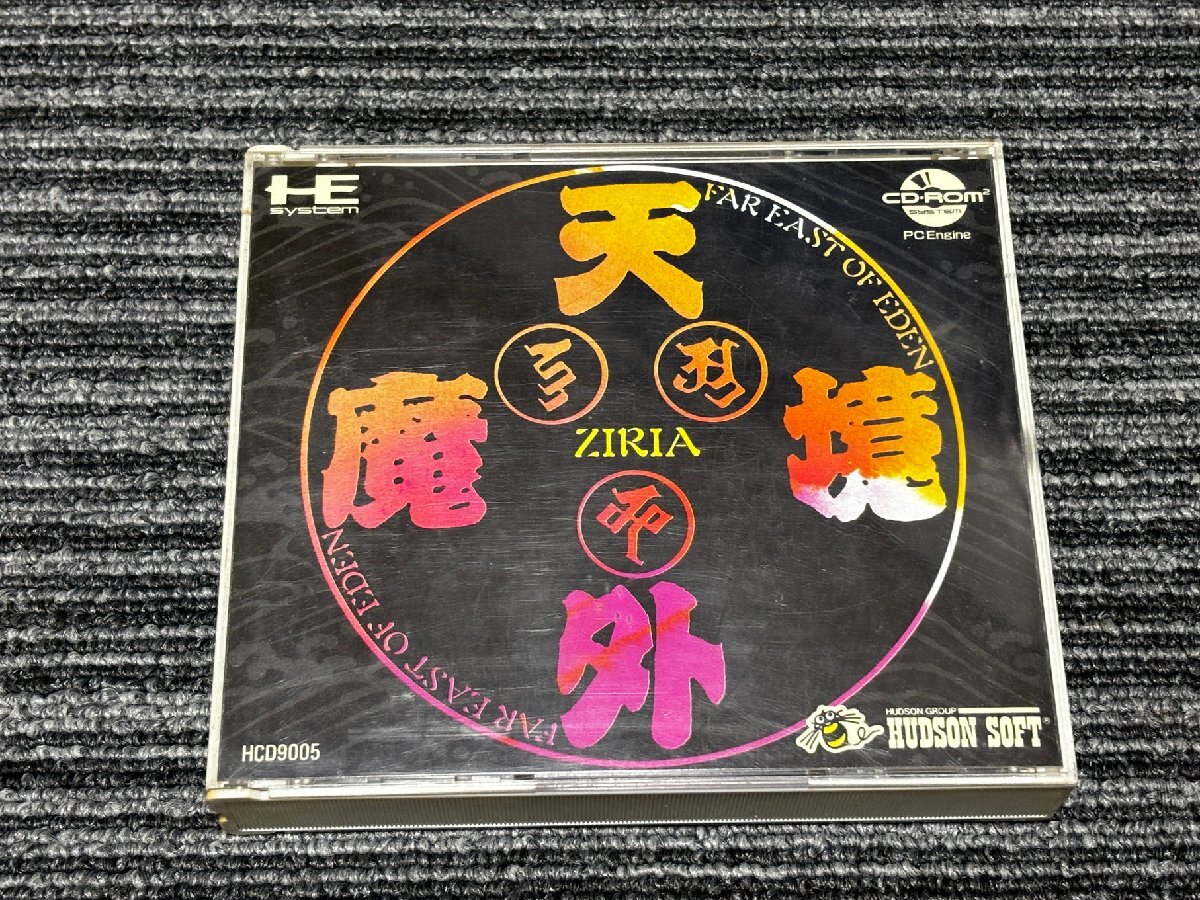 HE
system
CD-ROM²
SYSTEM
PC Engine
FAR EAST OF EDEN
天
外
魔
境
ZIRIA
FAR EAST OF EDEN
HCD9005
HUDSON GROUP
HUDSON SOFT®